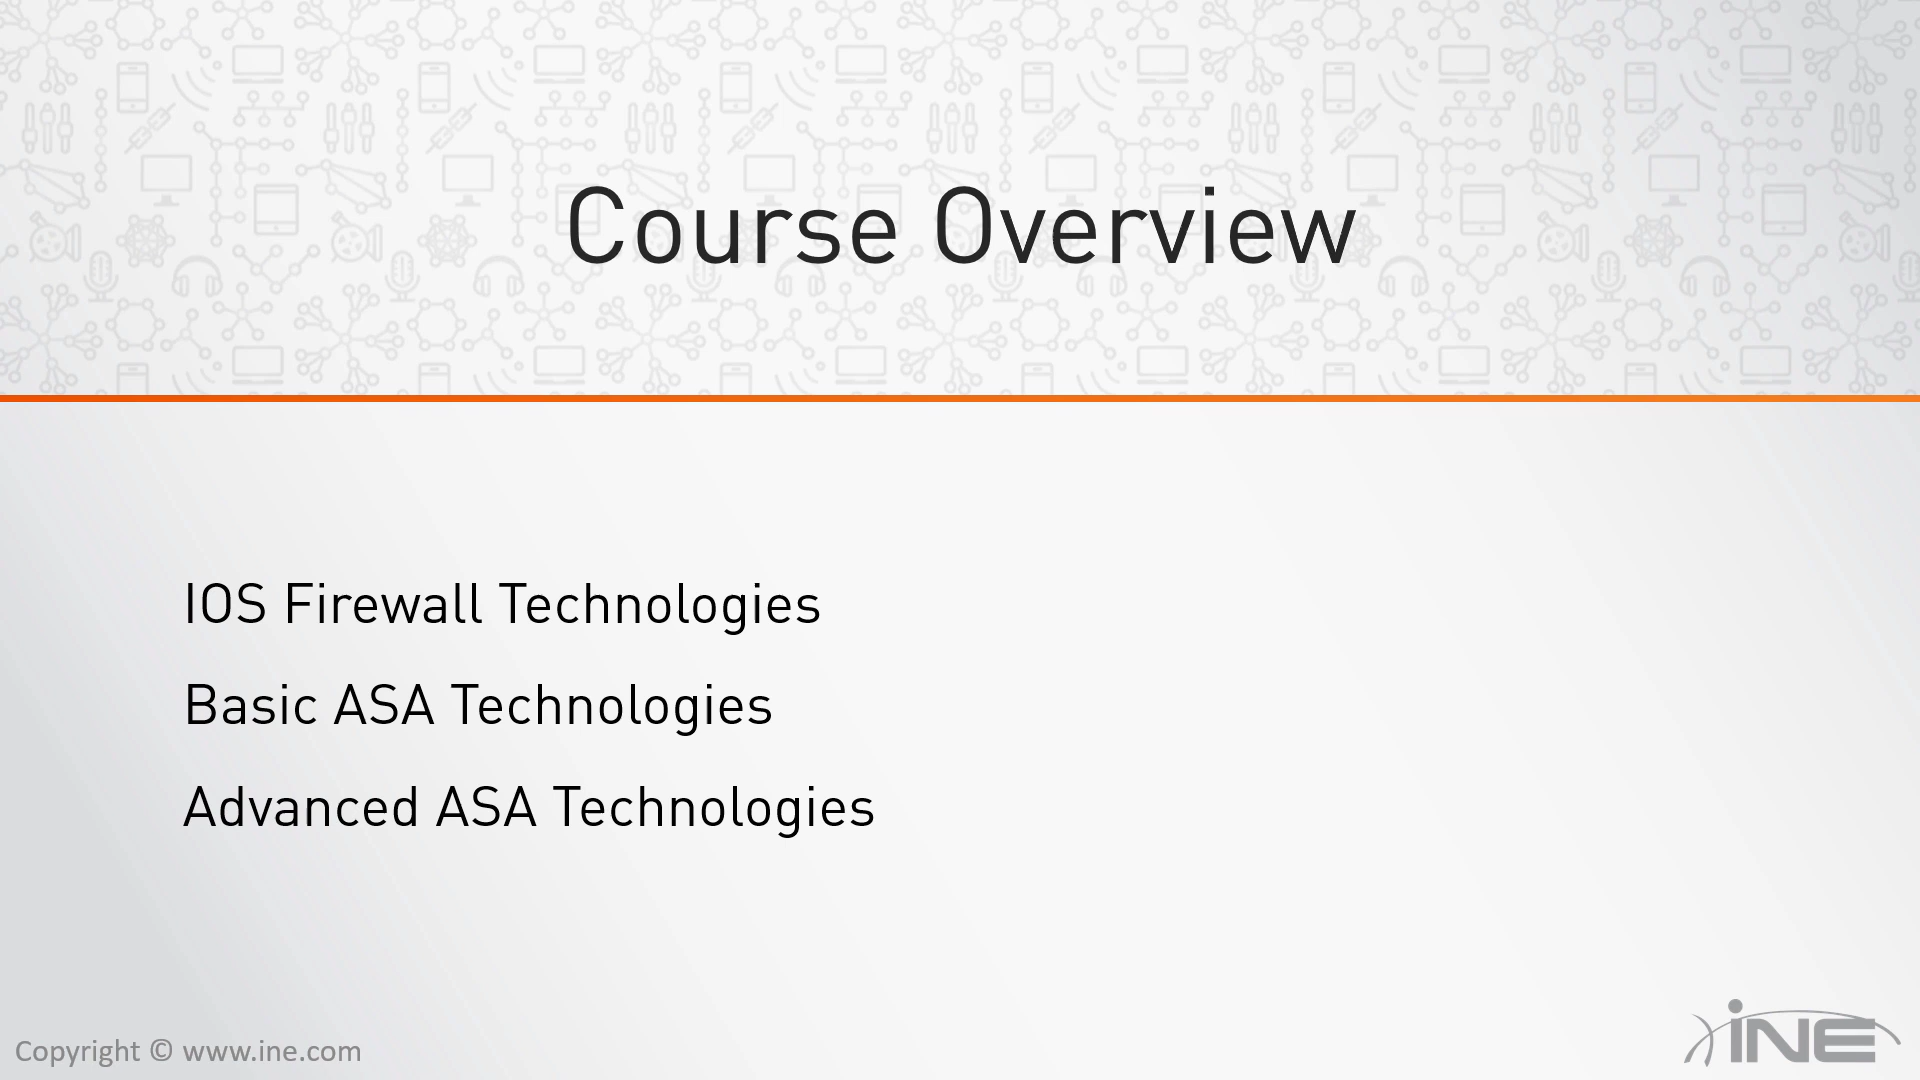 Course Overview
IOS Firewall Technologies
Basic ASA Technologies
Advanced ASA Technologies
Copyright © www.ine.com
iNE